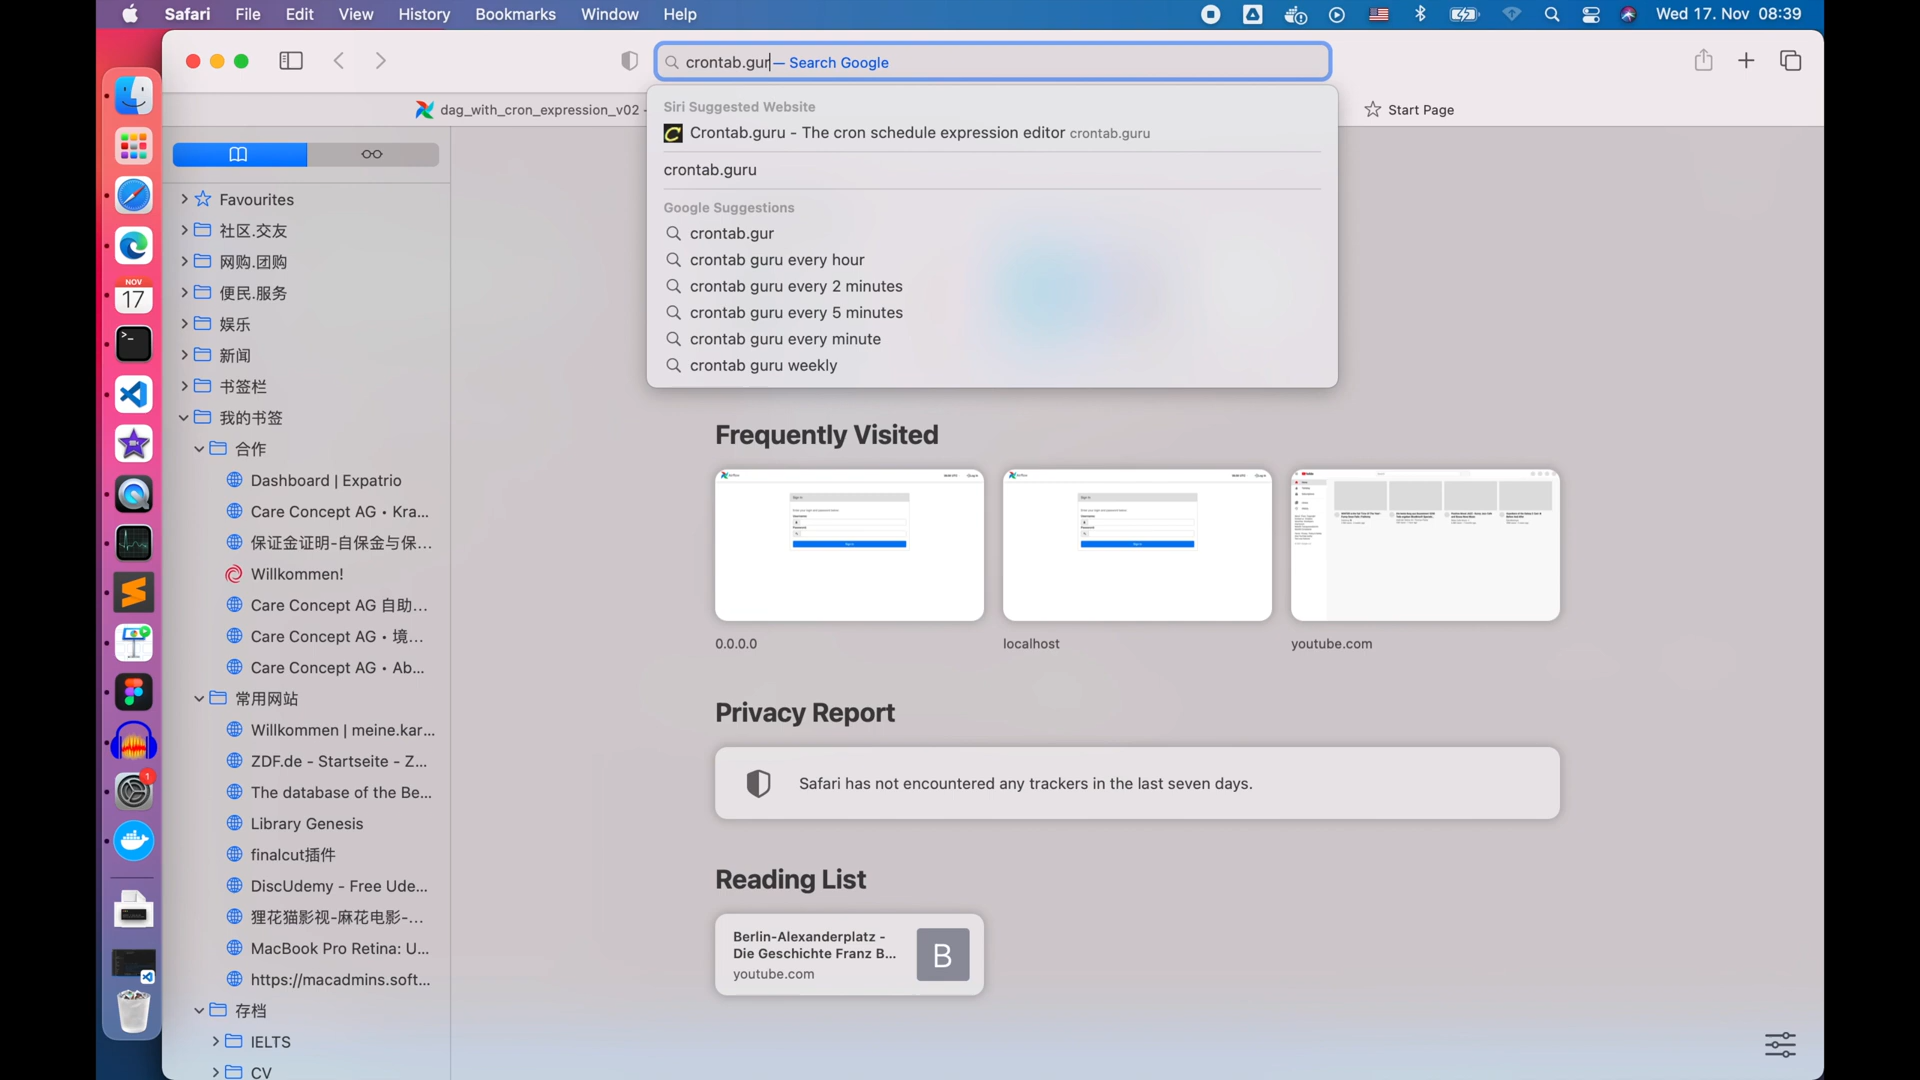 Safari File Edit View History Bookmarks Window Help
Wed 17. Nov 08:39
crontab.gur — Search Google
dag_with_cron_expression_v02 -
Start Page
Siri Suggested Website
Crontab.guru - The cron schedule expression editor crontab.guru
crontab.guru
Google Suggestions
crontab.gur
crontab guru every hour
crontab guru every 2 minutes
crontab guru every 5 minutes
crontab guru every minute
crontab guru weekly
NOV
17
1
Favourites
社区.交友
网购.团购
便民.服务
娱乐
新闻
书签栏
我的书签
合作
Dashboard | Expatrio
Care Concept AG • Kra...
保证金证明-自保金与保...
Willkommen!
Care Concept AG 自助...
Care Concept AG • 境...
Care Concept AG • Ab...
常用网站
Willkommen | meine.kar...
ZDF.de - Startseite - Z...
The database of the Be...
Library Genesis
finalcut插件
DiscUdemy - Free Ude...
狸花猫影视-麻花电影-...
MacBook Pro Retina: U...
https://macadmins.soft...
存档
IELTS
CV
Frequently Visited
0.0.0.0
localhost
youtube.com
Privacy Report
Safari has not encountered any trackers in the last seven days.
Reading List
Berlin-Alexanderplatz -
Die Geschichte Franz B...
youtube.com
B